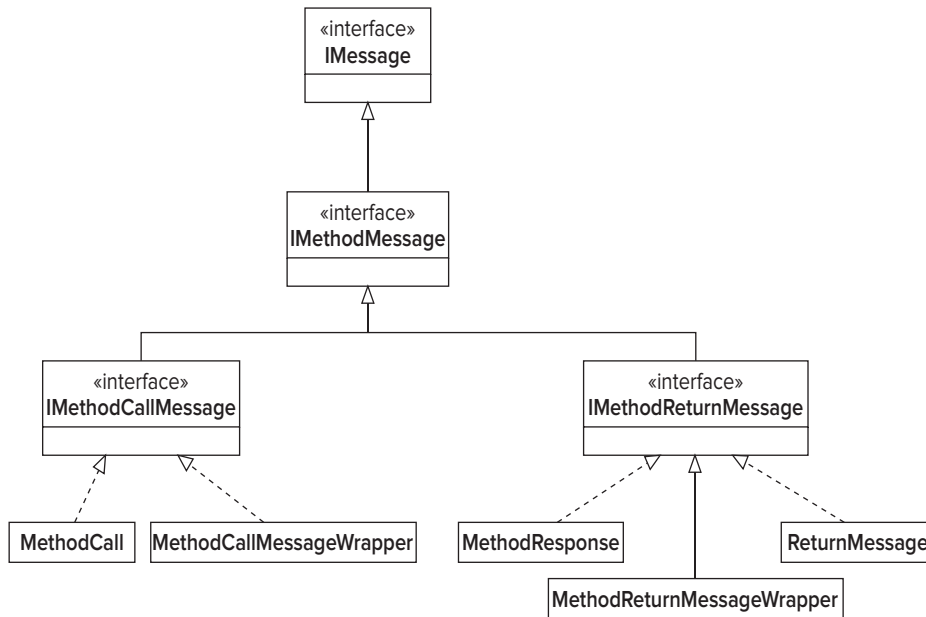 «interface»
IMessage
«interface»
IMethodMessage
«interface»
IMethodCallMessage
«interface»
IMethodReturnMessage
MethodCall
MethodCallMessageWrapper
MethodResponse
ReturnMessage
MethodReturnMessageWrapper